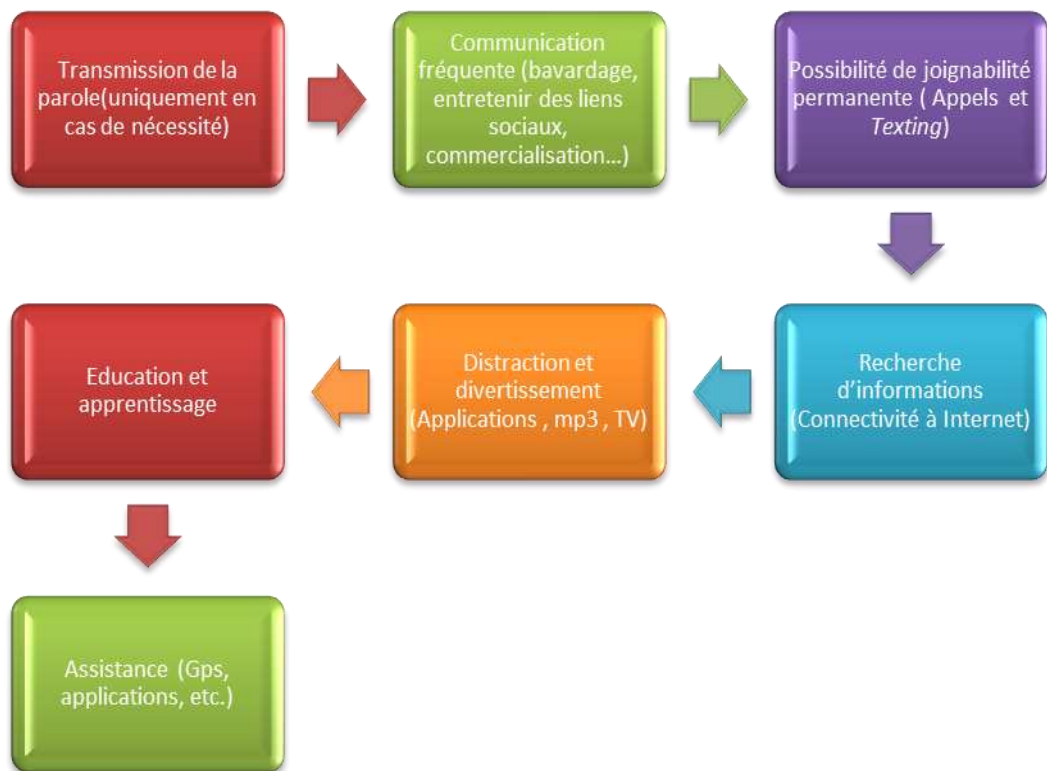 Transmission de la
parole(uniquement en
cas de nécessité)
Communication
fréquente (bavardage,
entretenir des liens
sociaux,
commercialisation...)
Possibilité de joignabilité
permanente ( Appels et
Texting)
Recherche
d'informations
(Connectivité à Internet)
Distraction et
divertissement
(Applications , mp3 , TV)
Education et
apprentissage
Assistance (Gps,
applications, etc.)